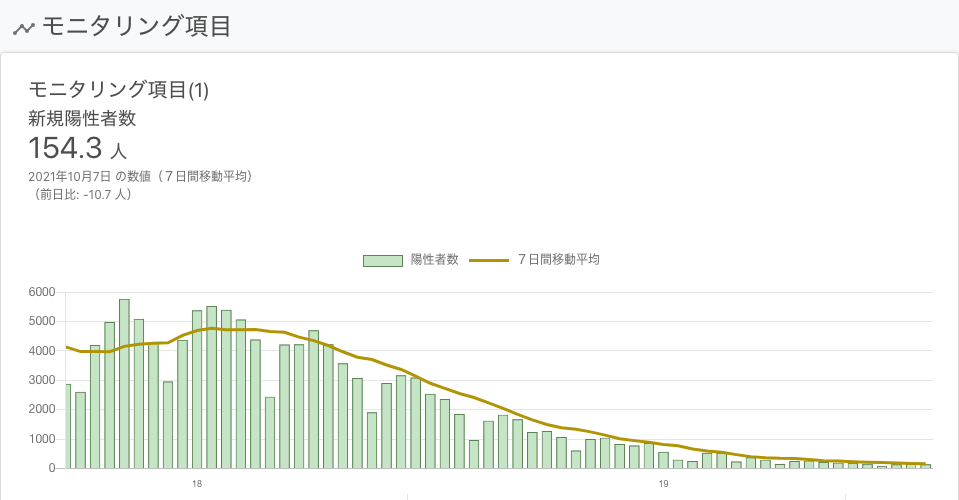 モニタリング項目
モニタリング項目(1)
新規陽性者数
154.3 人
2021年10月7日 の数値（７日間移動平均）
（前日比: -10.7 人）
陽性者数 ７日間移動平均
6000
5000
4000
3000
2000
1000
0
18 19